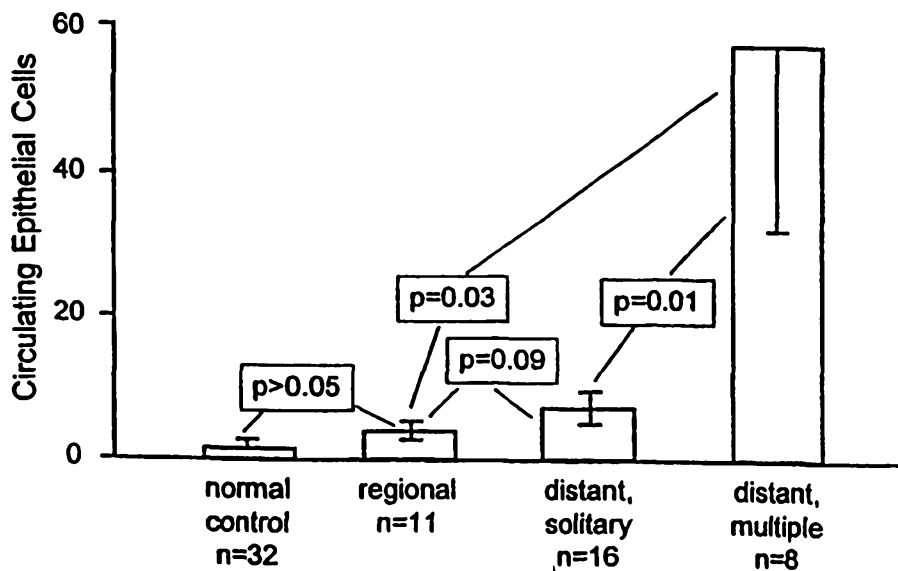 Circulating Epithelial Cells
60
40
20
0
p>0.05
p=0.03
p=0.09
p=0.01
normal
control
n=32
regional
n=11
distant,
solitary
n=16
distant,
multiple
n=8